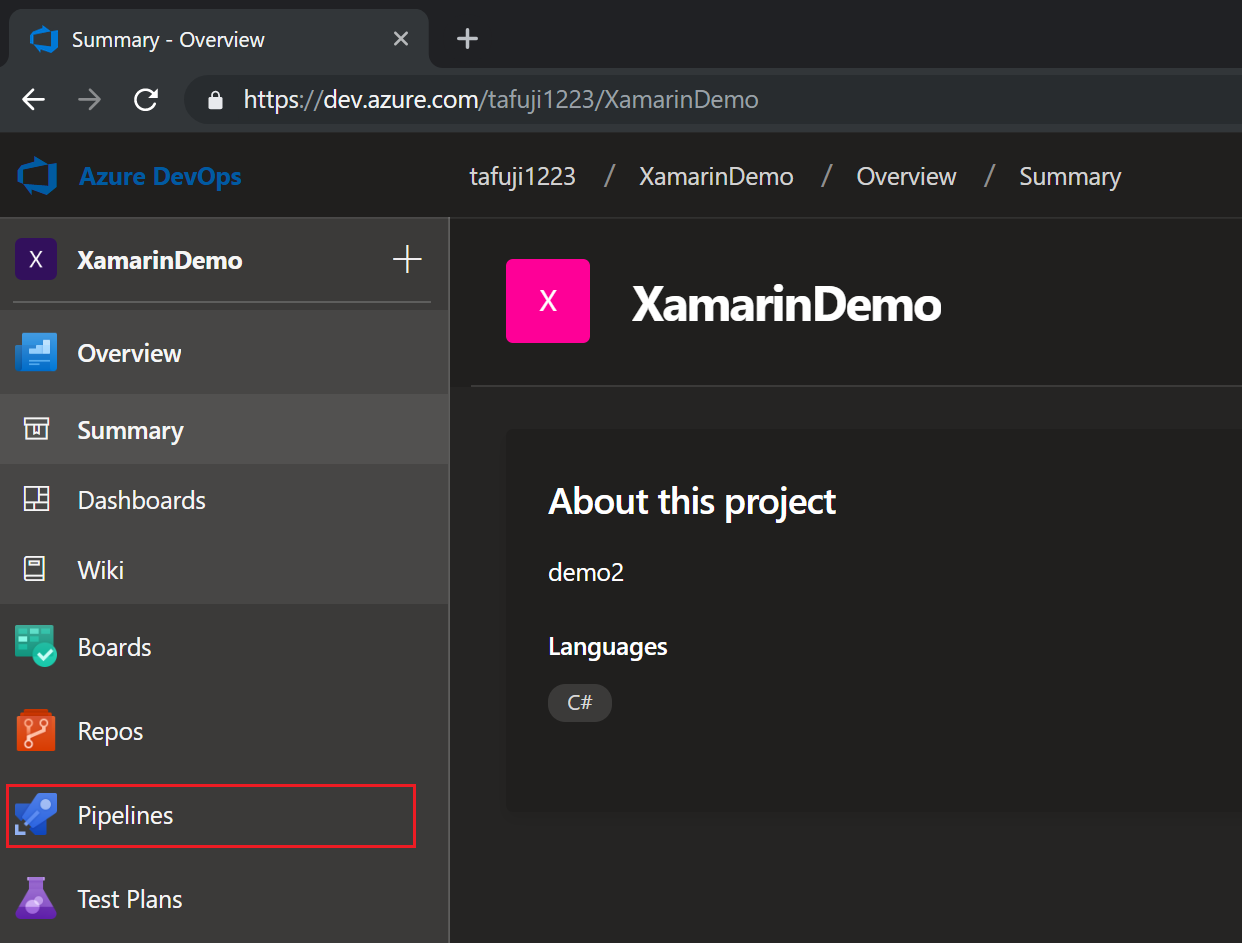 Summary - Overview
https://dev.azure.com/tafuji1223/XamarinDemo
Azure DevOps
tafuji1223 / XamarinDemo / Overview / Summary
X XamarinDemo
Overview
Summary
Dashboards
Wiki
Boards
Repos
Pipelines
Test Plans
X XamarinDemo
About this project
demo2
Languages
C#